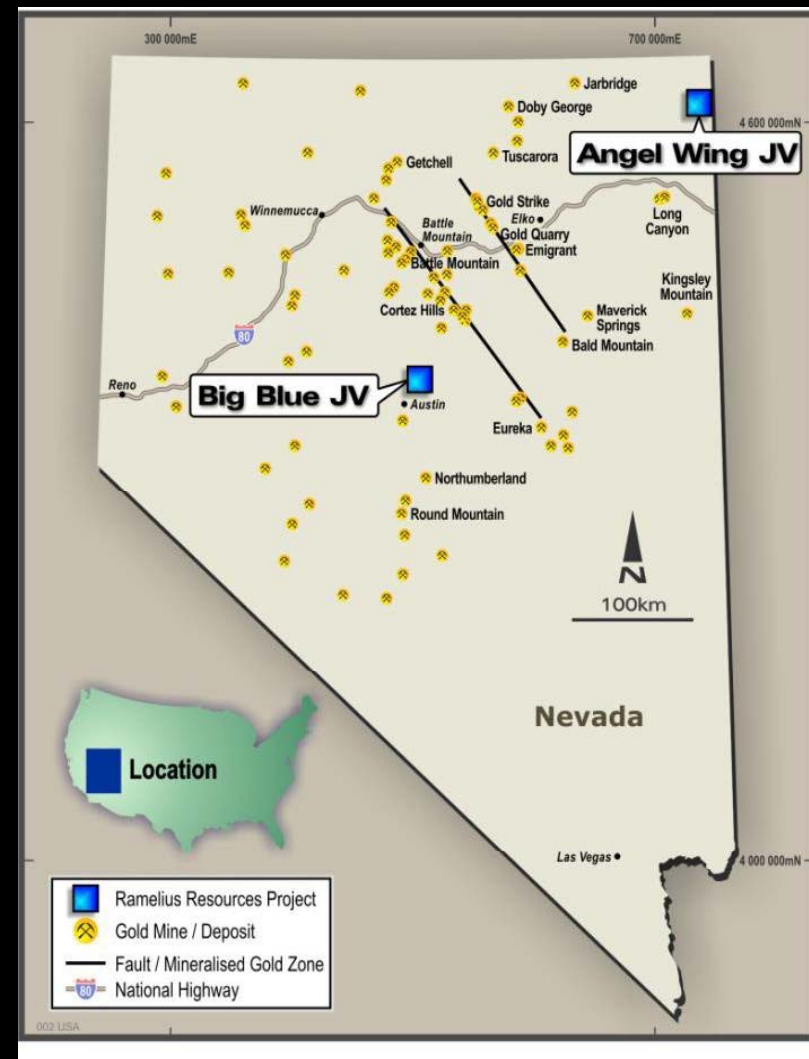 300 000mE
700 000mE
Jarbridge
Doby George
4 600 000mN
Tuscarora
Angel Wing JV
Getchell
Gold Strike
Winnemucca
Elko
Long
Canyon
Battle
Mountain
Gold Quarry
Emigrant
Battle Mountain
Kingsley
Mountain
Cortez Hills
Maverick
Springs
80
Bald Mountain
Reno
Big Blue JV
Austin
Eureka
Northumberland
Round Mountain
N
100km
Nevada
Location
Las Vegas
4 000 000mN
Ramelius Resources Project
Gold Mine / Deposit
Fault / Mineralised Gold Zone
80
National Highway
002 USA